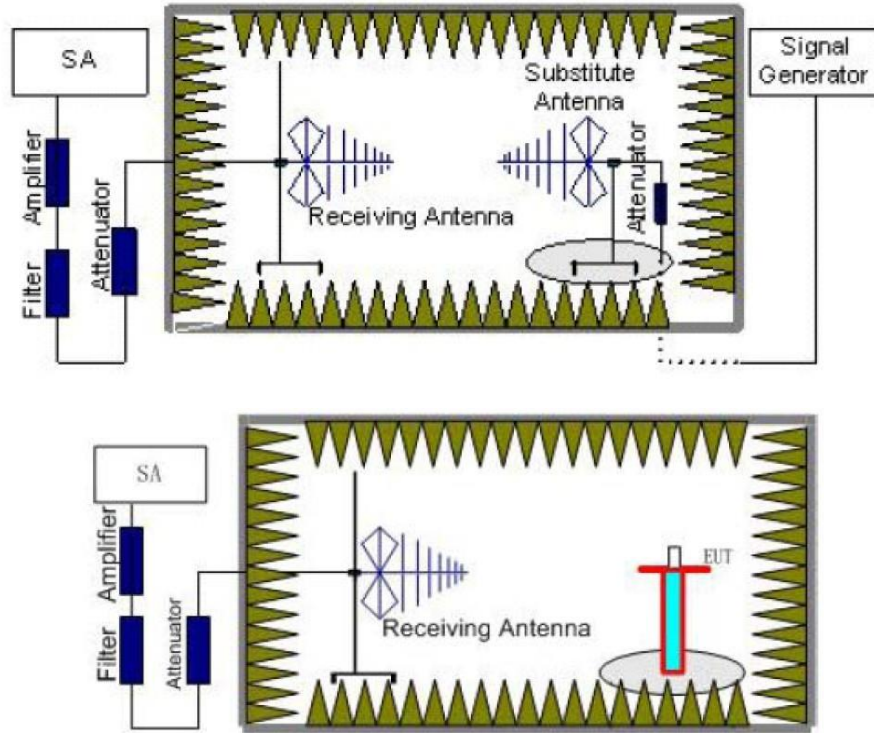 SA
Signal
Generator
Substitute
Antenna
Amplifier
Attenuator
Attenuator
Receiving Antenna
Filter
SA
Amplifier
EUT
Receiving Antenna
Filter
Attenuator